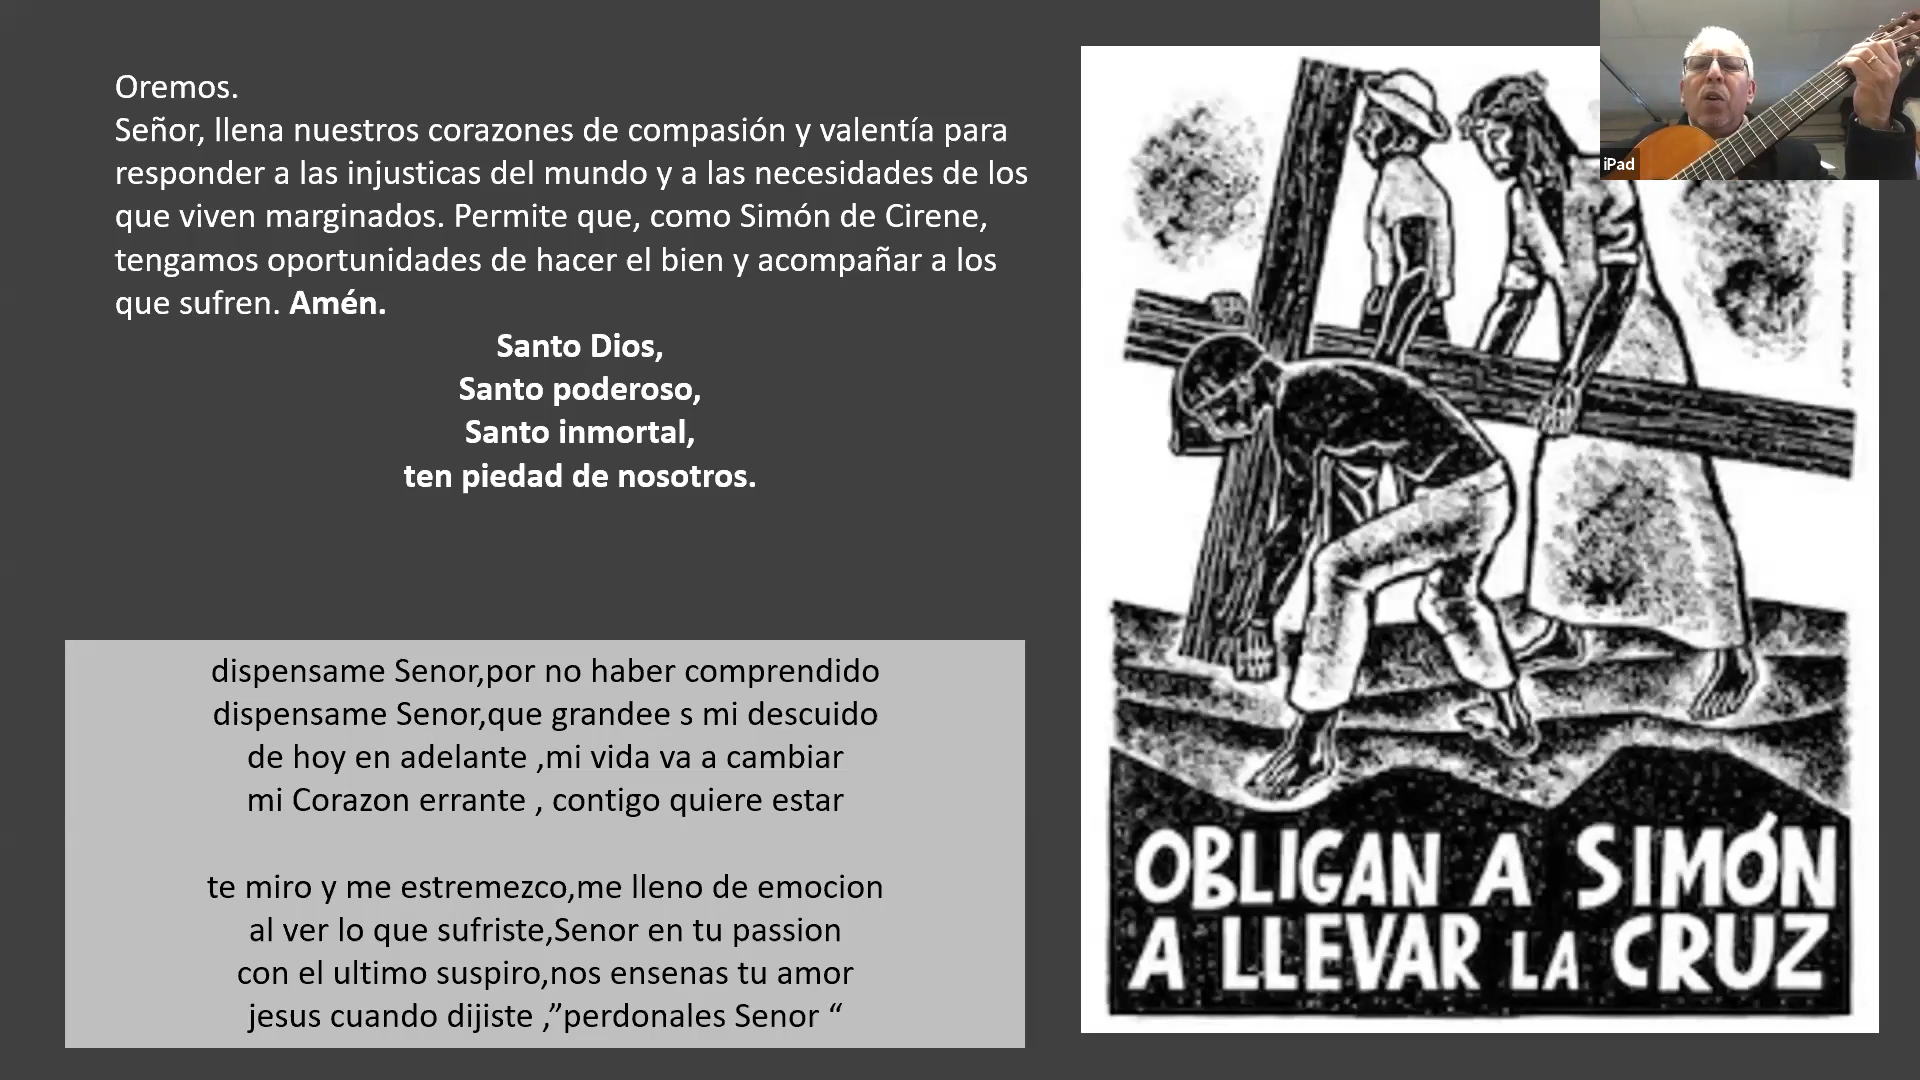 Oremos.
Señor, llena nuestros corazones de compasión y valentía para
responder a las injusticas del mundo y a las necesidades de los
que viven marginados. Permite que, como Simón de Cirene,
tengamos oportunidades de hacer el bien y acompañar a los
que sufren. Amén.
Santo Dios,
Santo poderoso,
Santo inmortal,
ten piedad de nosotros.
dispensame Senor,por no haber comprendido
dispensame Senor,que grandee s mi descuido
de hoy en adelante ,mi vida va a cambiar
mi Corazon errante , contigo quiere estar
te miro y me estremezco,me lleno de emocion
al ver lo que sufriste,Senor en tu passion
con el ultimo suspiro,nos ensenas tu amor
jesus cuando dijiste ,”perdonales Senor “
iPad
OBLIGAN A SIMÓN
A LLEVAR LA CRUZ